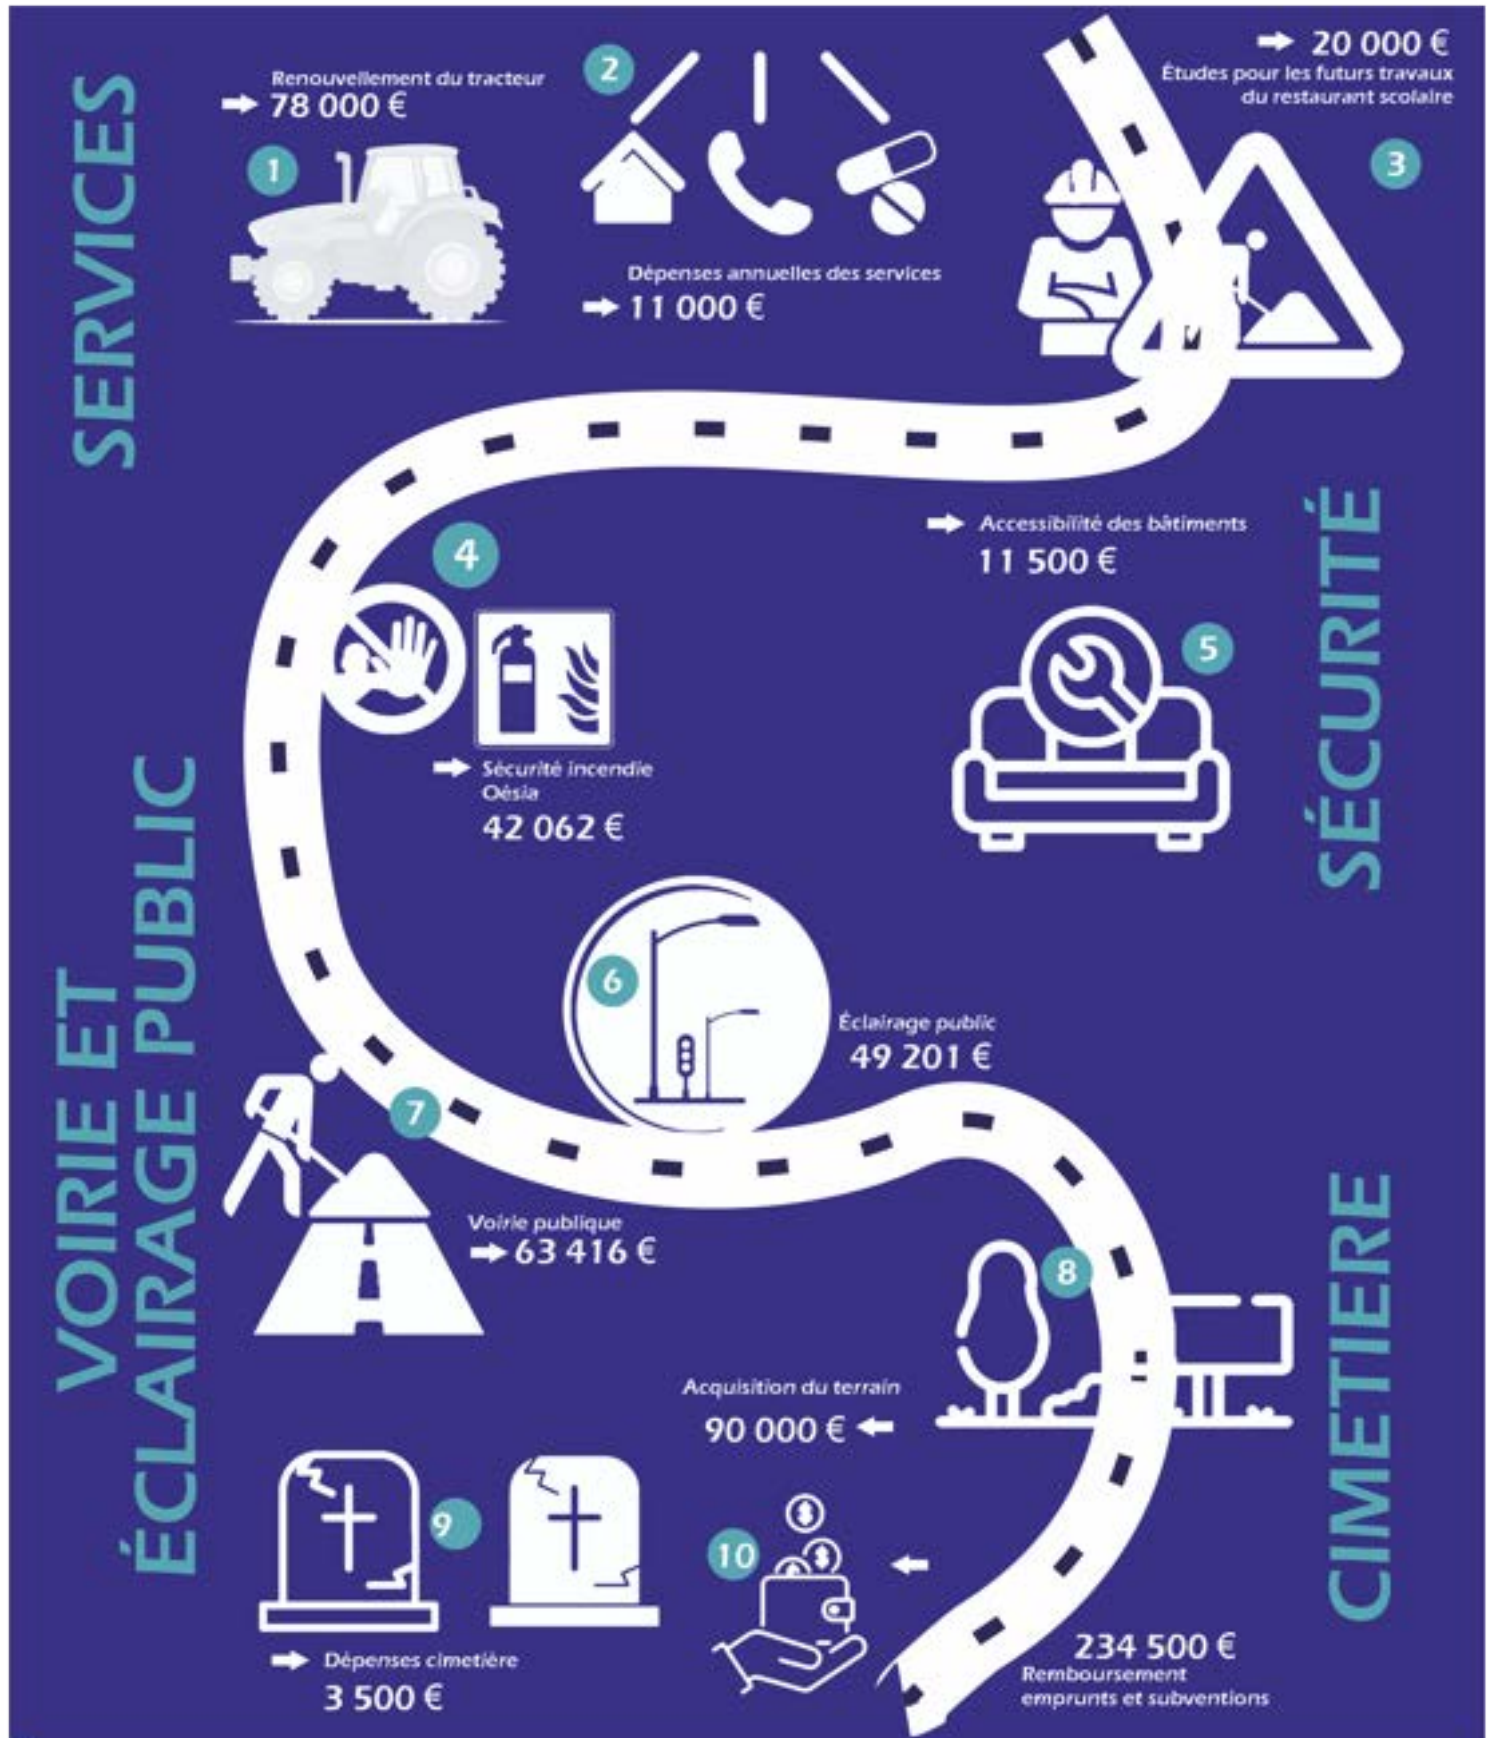 SERVICES
Renouvellement du tracteur
78 000 €
1
2
Dépenses annuelles des services
11 000 €
20 000 €
Études pour les futurs travaux
du restaurant scolaire
3
SÉCURITÉ
4
Sécurité incendie
Oésia
42 062 €
Accessibilité des bâtiments
11 500 €
5
VOIRIE ET
ÉCLAIRAGE PUBLIC
6
Éclairage public
49 201 €
7
Voirie publique
63 416 €
CIMETIERE
8
Acquisition du terrain
90 000 €
9
Dépenses cimetière
3 500 €
10
234 500 €
Remboursement
emprunts et subventions